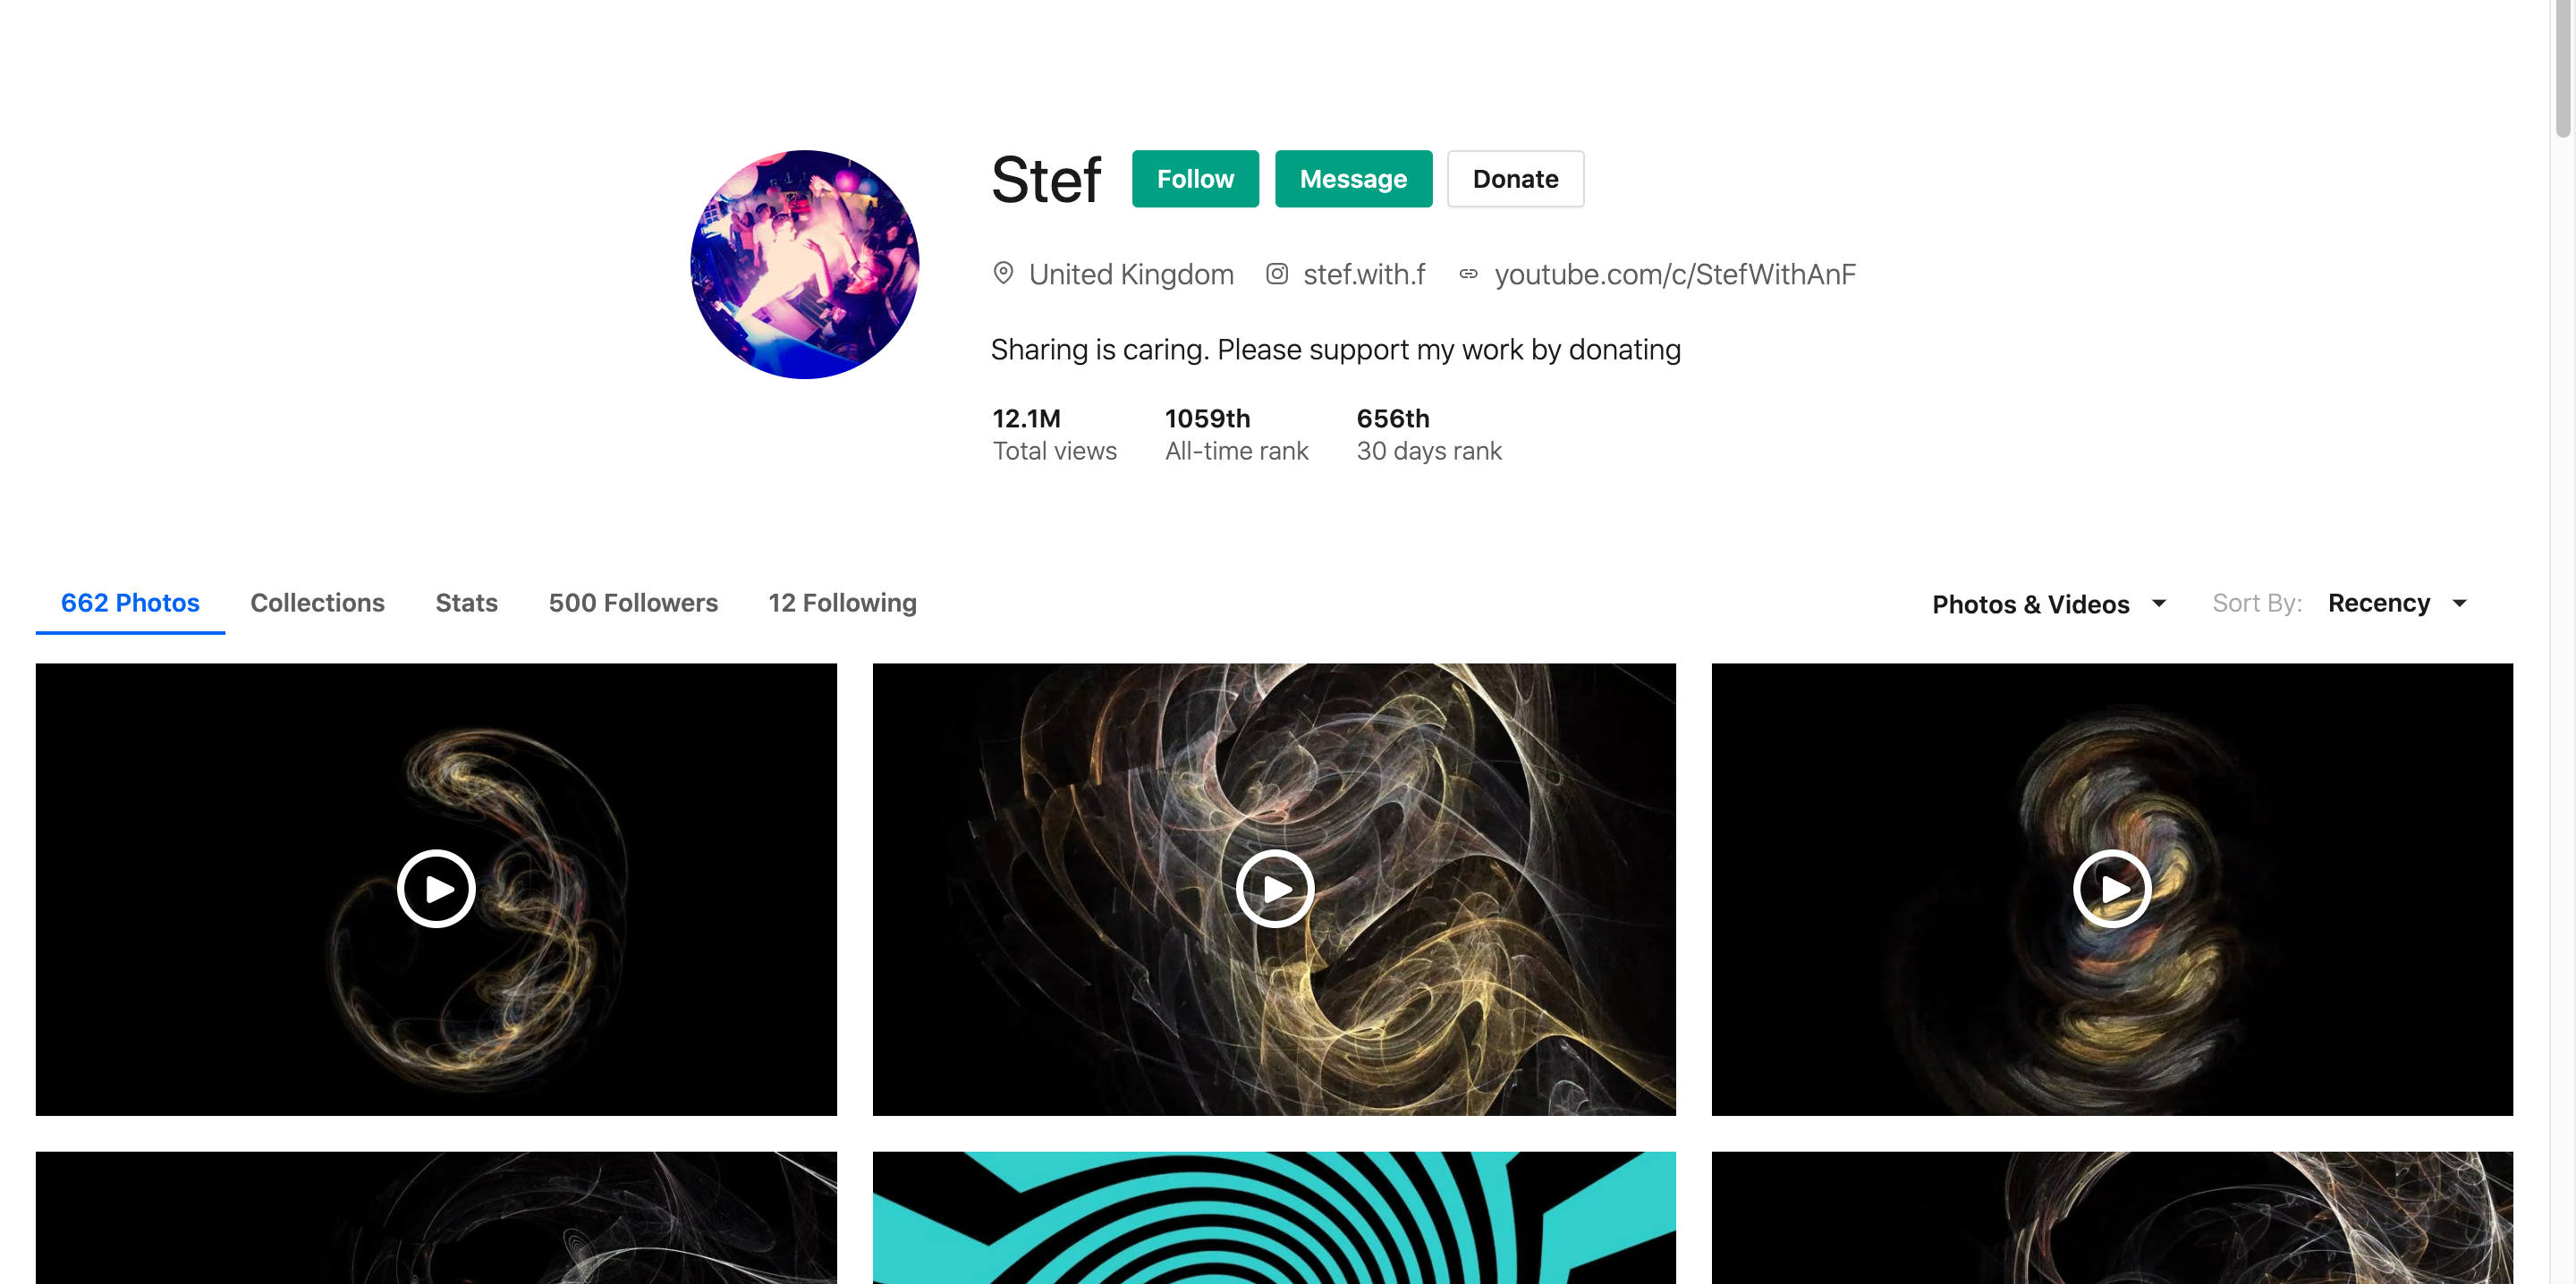 Stef Follow Message Donate
United Kingdom stef.with.f youtube.com/c/StefWithAnF
Sharing is caring. Please support my work by donating
12.1M 1059th 656th
Total views All-time rank 30 days rank
662 Photos Collections Stats 500 Followers 12 Following Photos & Videos Sort By: Recency